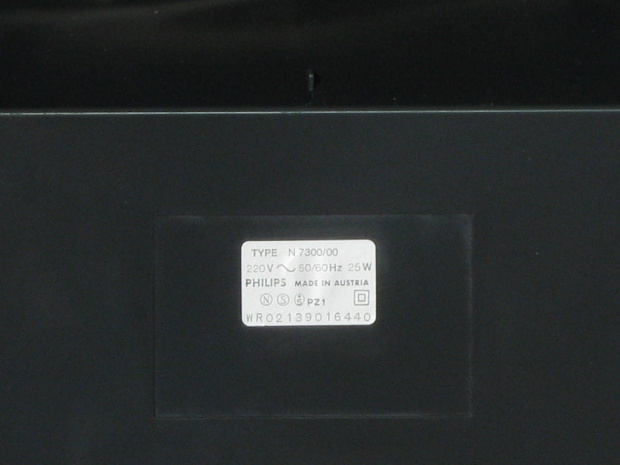 TYPE N 7300/00
220V ~ 50/60Hz 25W
PHILIPS MADE IN AUSTRIA
N S PZ1
WR02139016440